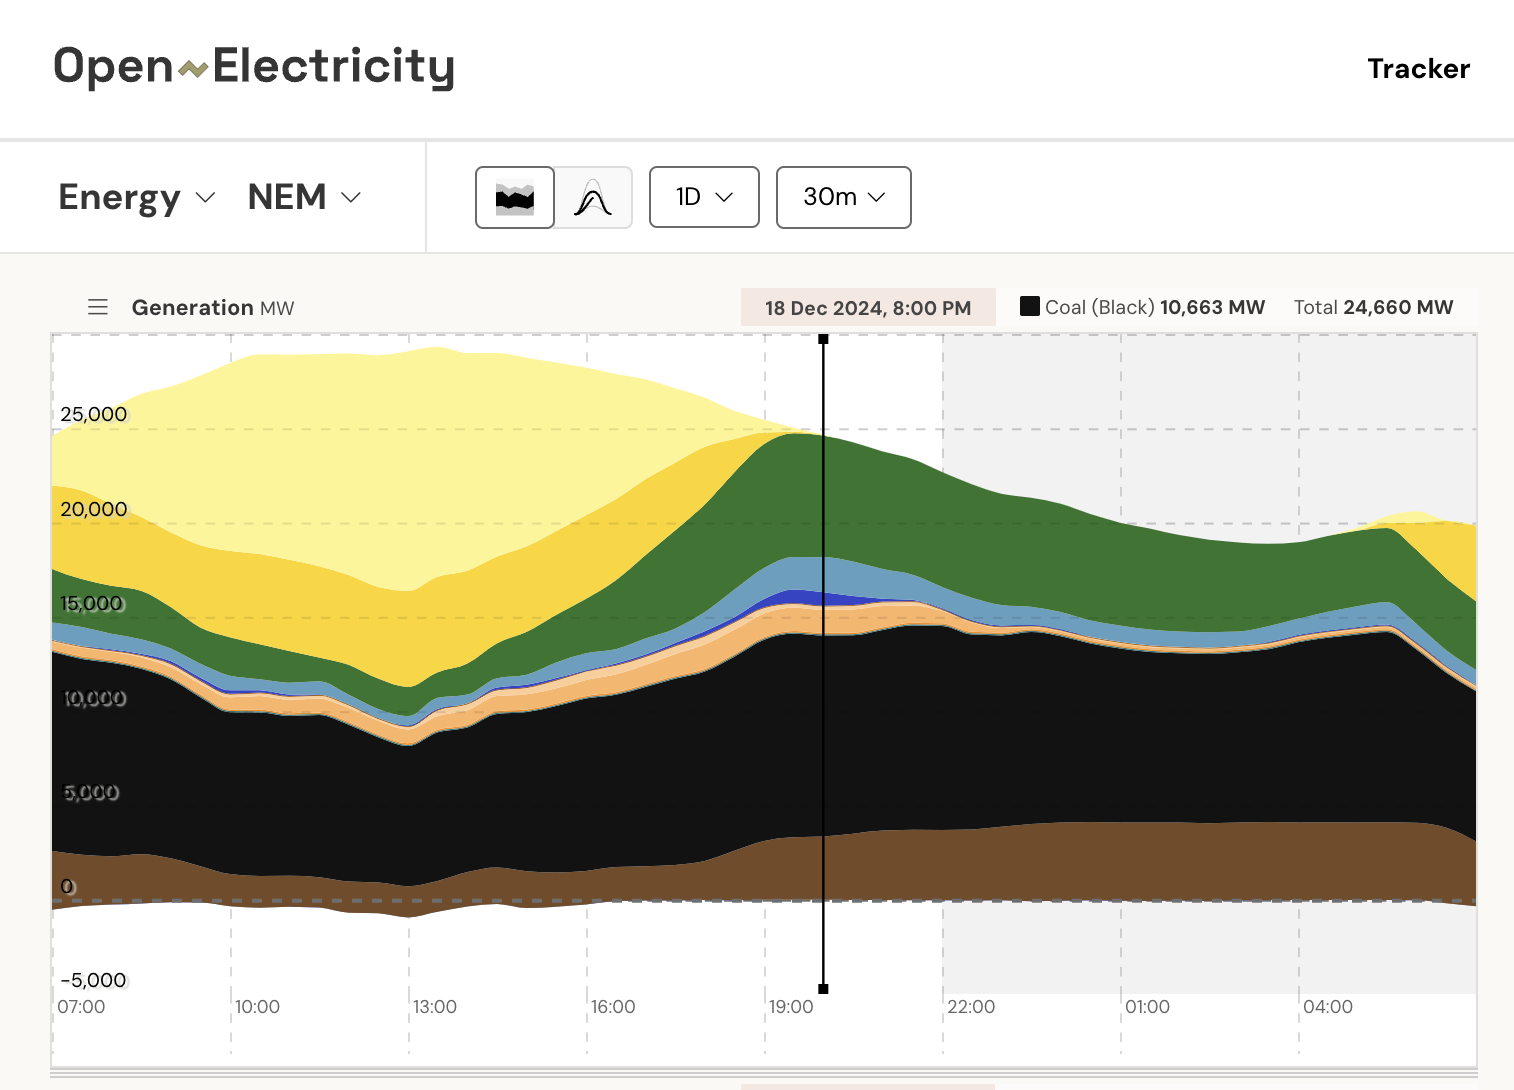 Open Electricity
Tracker
Energy NEM 1D 30m
Generation MW 18 Dec 2024, 8:00 PM Coal (Black) 10,663 MW Total 24,660 MW
25,000
20,000
15,000
10,000
5,000
0
-5,000
07:00 10:00 13:00 16:00 19:00 22:00 01:00 04:00